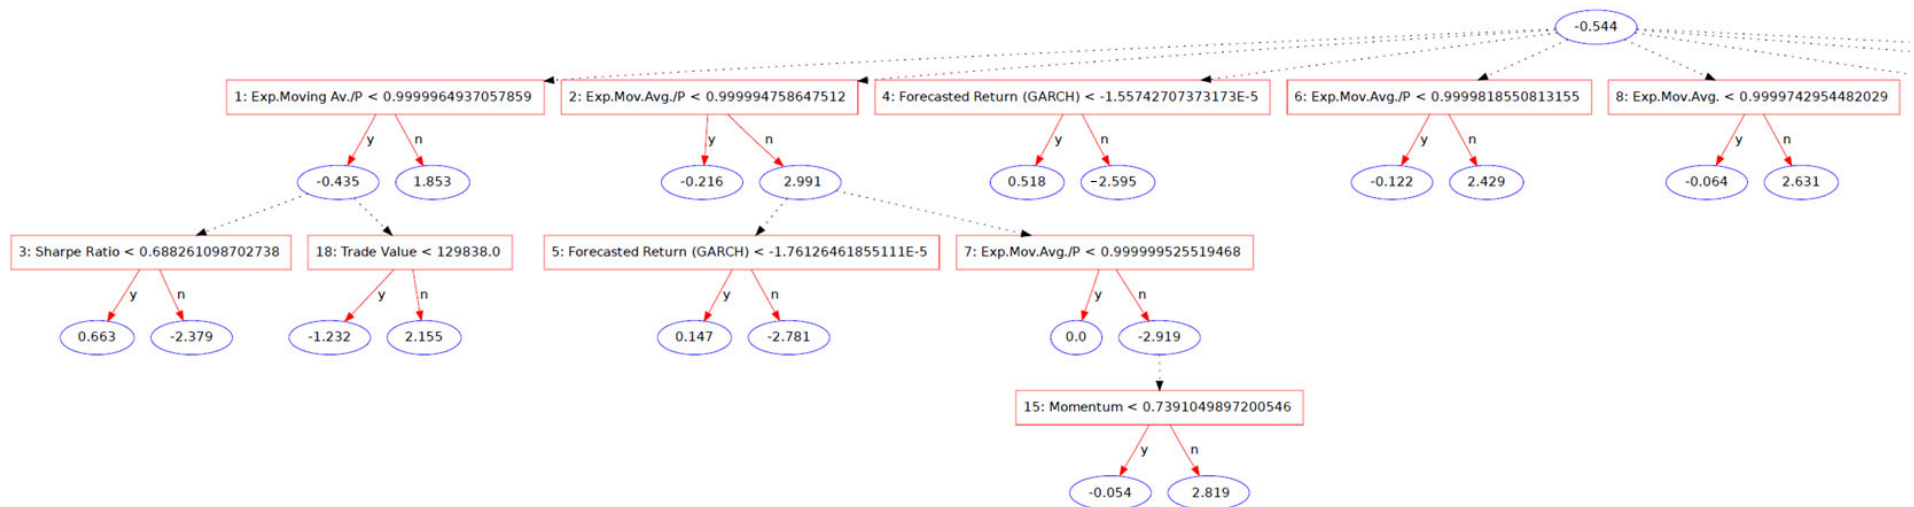 -0.544
1: Exp.Moving Av./P < 0.9999964937057859
2: Exp.Mov.Avg./P < 0.999994758647512
4: Forecasted Return (GARCH) < -1.55742707373173E-5
6: Exp.Mov.Avg./P < 0.9999818550813155
8: Exp.Mov.Avg. < 0.9999742954482029
y n y n y n y n y n
-0.435 1.853 -0.216 2.991 0.518 -2.595 -0.122 2.429 -0.064 2.631
3: Sharpe Ratio < 0.688261098702738
18: Trade Value < 129838.0
5: Forecasted Return (GARCH) < -1.76126461855111E-5
7: Exp.Mov.Avg./P < 0.999999525519468
y n y n y n y n
0.663 -2.379 -1.232 2.155 0.147 -2.781 0.0 -2.919
15: Momentum < 0.7391049897200546
y n
-0.054 2.819